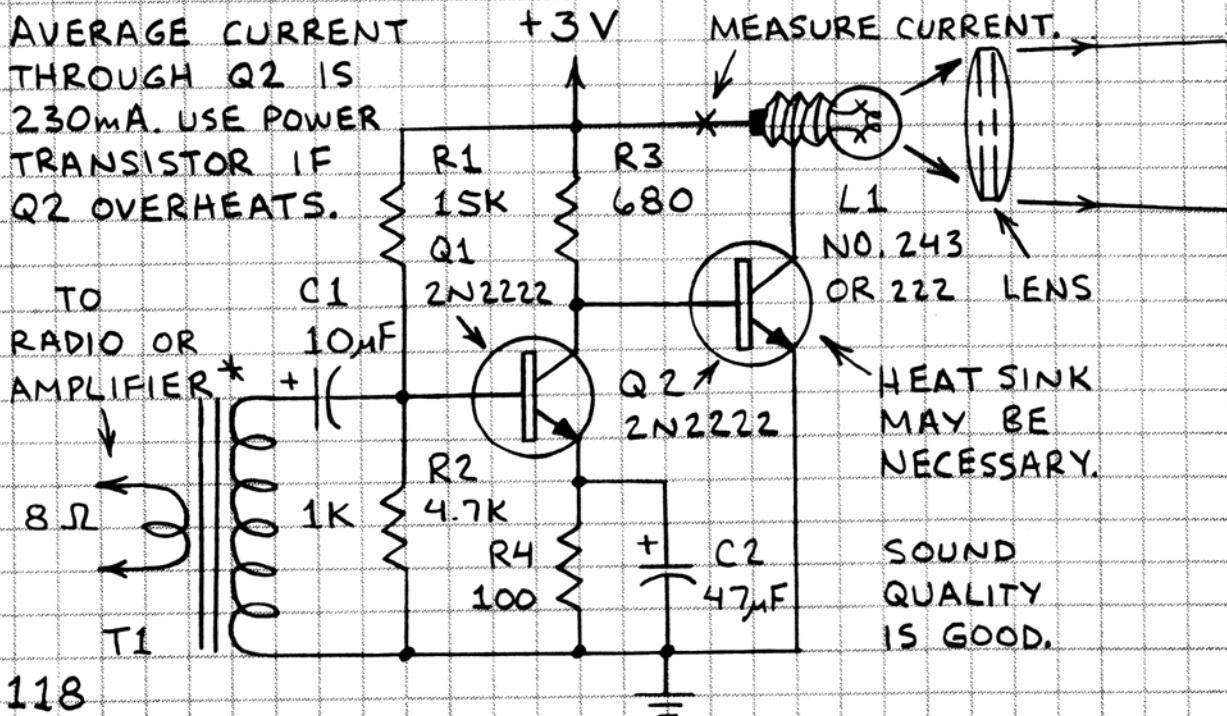 AVERAGE CURRENT
THROUGH Q2 IS
230mA. USE POWER
TRANSISTOR IF
Q2 OVERHEATS.
+3V
MEASURE CURRENT.
R1
15K
R3
680
Q1
2N2222
L1
NO. 243
OR 222
LENS
TO
RADIO OR
AMPLIFIER*
C1
10µF
+
Q2
2N2222
HEAT SINK
MAY BE
NECESSARY.
8Ω
1K
R2
4.7K
R4
100
+
C2
47µF
SOUND
QUALITY
IS GOOD.
T1
118